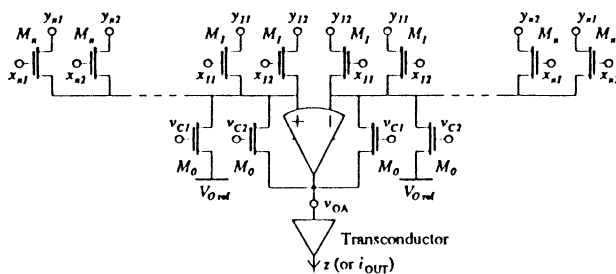 y_n1 y_n2 y_11 y_12 y_12 y_11 y_n2 y_n1
M_n M_n M_1 M_1 M_1 M_1 M_n M_n
x_n1 x_n2 x_11 x_12 x_11 x_12 x_n1 x_n2
+ −
v_C1 v_C2 v_C1 v_C2
M_0 M_0 M_0 M_0
V_O ref V_O ref
v_OA
Transconductor
z (or i_OUT)